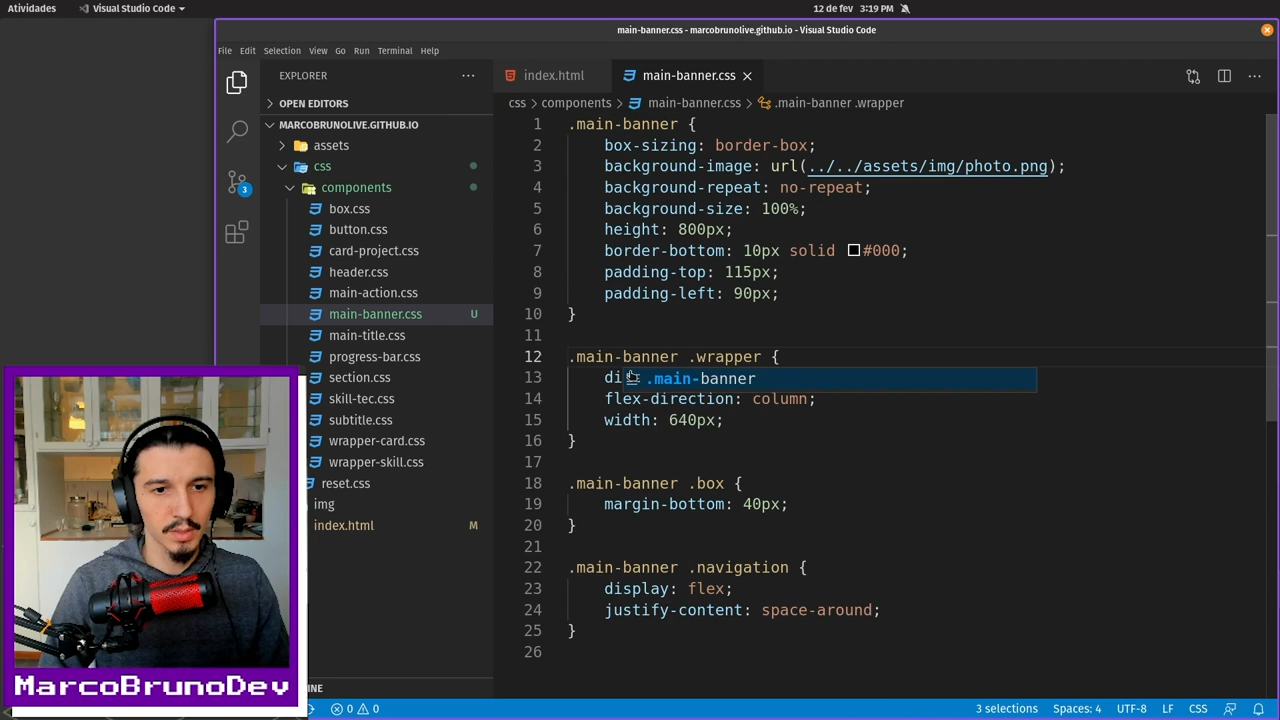 Atividades
Visual Studio Code
12 de fev 3:19 PM
main-banner.css - marcobrunolive.github.io - Visual Studio Code
File Edit Selection View Go Run Terminal Help
EXPLORER
OPEN EDITORS
MARCOBRUNOLIVE.GITHUB.IO
assets
css
components
box.css
button.css
card-project.css
header.css
main-action.css
main-banner.css U
main-title.css
progress-bar.css
section.css
skill-tec.css
subtitle.css
wrapper-card.css
wrapper-skill.css
reset.css
img
index.html M
3
index.html
main-banner.css
css > components > main-banner.css > .main-banner .wrapper
1 .main-banner {
2 box-sizing: border-box;
3 background-image: url(../../assets/img/photo.png);
4 background-repeat: no-repeat;
5 background-size: 100%;
6 height: 800px;
7 border-bottom: 10px solid #000;
8 padding-top: 115px;
9 padding-left: 90px;
10 }
11
12 .main-banner .wrapper {
13 di
.main-banner
14 flex-direction: column;
15 width: 640px;
16 }
17
18 .main-banner .box {
19 margin-bottom: 40px;
20 }
21
22 .main-banner .navigation {
23 display: flex;
24 justify-content: space-around;
25 }
26
MarcoBrunoDev
INE
0 0
3 selections Spaces: 4 UTF-8 LF CSS